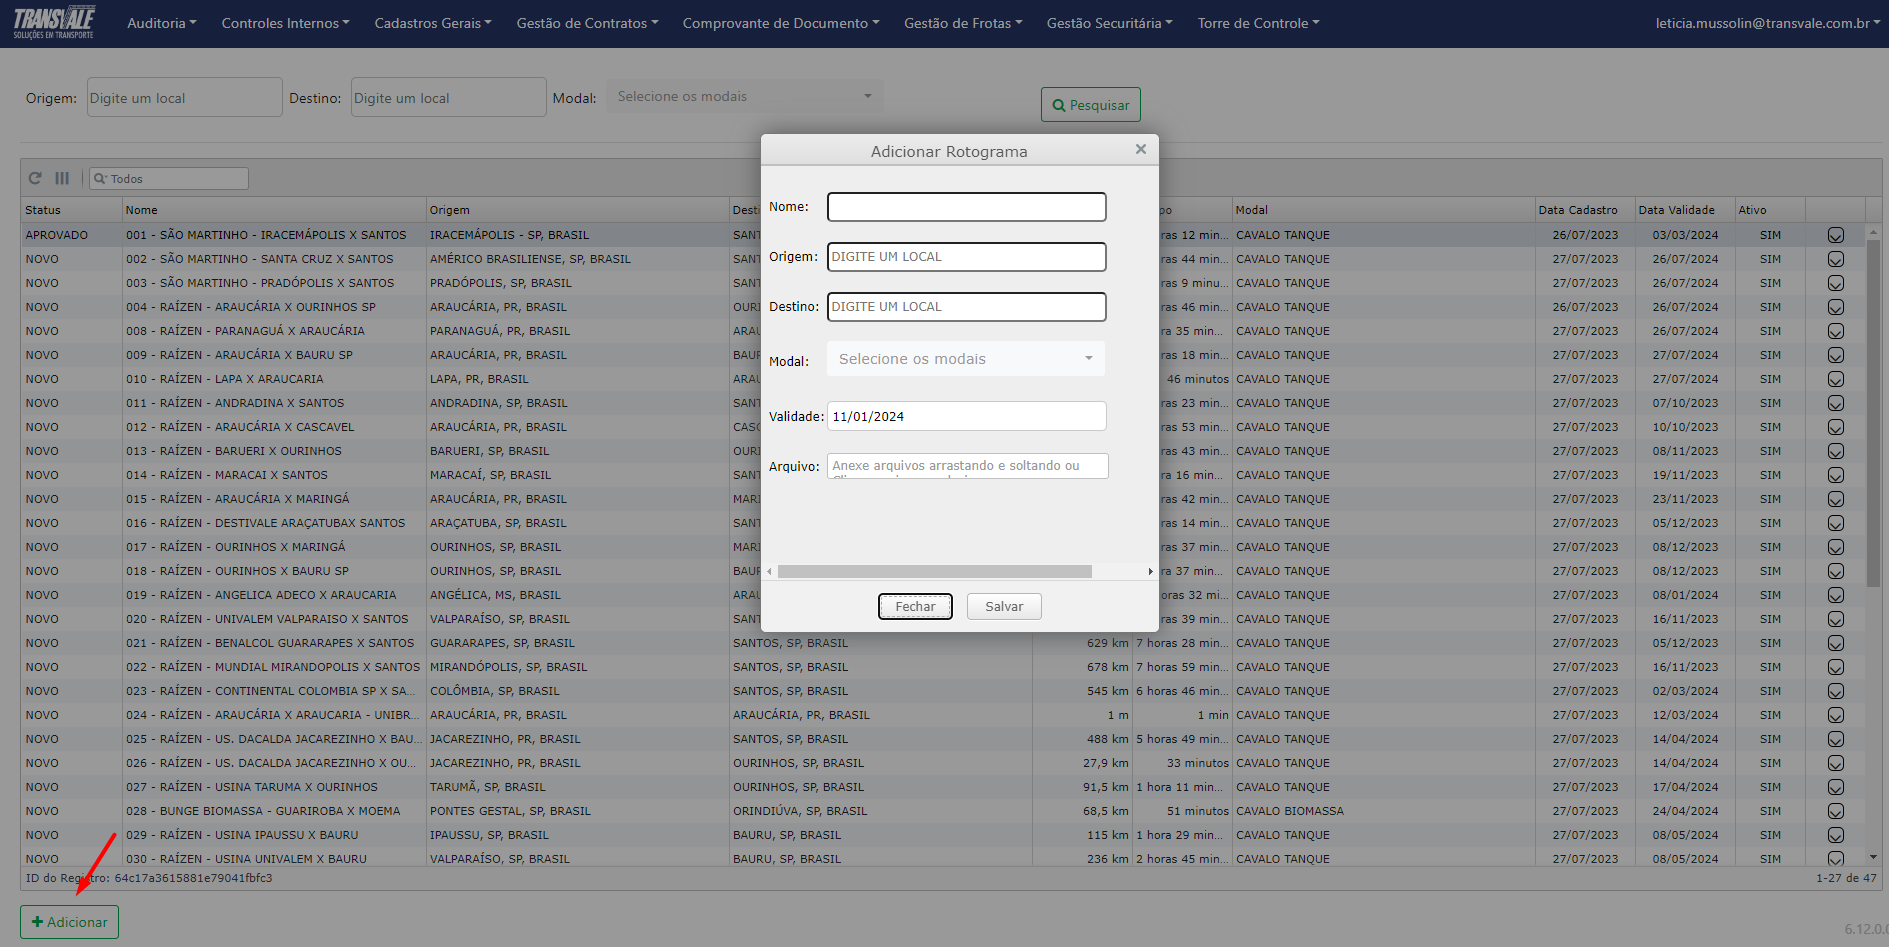 TRANSVALE
SOLUÇÕES EM TRANSPORTE
Auditoria Controles Internos Cadastros Gerais Gestão de Contratos Comprovante de Documento Gestão de Frotas Gestão Securitária Torre de Controle leticia.mussolin@transvale.com.br
Origem: Digite um local Destino: Digite um local Modal: Selecione os modais Pesquisar
Adicionar Rotograma
Nome:
Origem: DIGITE UM LOCAL
Destino: DIGITE UM LOCAL
Modal: Selecione os modais
Validade: 11/01/2024
Arquivo: Anexe arquivos arrastando e soltando ou
Fechar Salvar
Todos
Status Nome Origem Modal Data Cadastro Data Validade Ativo
APROVADO 001 - SÃO MARTINHO - IRACEMÁPOLIS X SANTOS IRACEMÁPOLIS - SP, BRASIL SANT ras 12 min... CAVALO TANQUE 26/07/2023 03/03/2024 SIM
NOVO 002 - SÃO MARTINHO - SANTA CRUZ X SANTOS AMÉRICO BRASILIENSE, SP, BRASIL SANT ras 44 min... CAVALO TANQUE 27/07/2023 26/07/2024 SIM
NOVO 003 - SÃO MARTINHO - PRADÓPOLIS X SANTOS PRADÓPOLIS, SP, BRASIL SANT ras 9 minu... CAVALO TANQUE 27/07/2023 26/07/2024 SIM
NOVO 004 - RAÍZEN - ARAUCÁRIA X OURINHOS SP ARAUCÁRIA, PR, BRASIL OURI ras 46 min... CAVALO TANQUE 26/07/2023 26/07/2024 SIM
NOVO 008 - RAÍZEN - PARANAGUÁ X ARAUCÁRIA PARANAGUÁ, PR, BRASIL ARAU ra 35 min... CAVALO TANQUE 27/07/2023 26/07/2024 SIM
NOVO 009 - RAÍZEN - ARAUCÁRIA X BAURU SP ARAUCÁRIA, PR, BRASIL BAUR ras 18 min... CAVALO TANQUE 27/07/2023 27/07/2024 SIM
NOVO 010 - RAÍZEN - LAPA X ARAUCARIA LAPA, PR, BRASIL ARAU 46 minutos CAVALO TANQUE 27/07/2023 27/07/2024 SIM
NOVO 011 - RAÍZEN - ANDRADINA X SANTOS ANDRADINA, SP, BRASIL SANT ras 23 min... CAVALO TANQUE 27/07/2023 07/10/2023 SIM
NOVO 012 - RAÍZEN - ARAUCÁRIA X CASCAVEL ARAUCÁRIA, PR, BRASIL CASC ras 53 min... CAVALO TANQUE 27/07/2023 10/10/2023 SIM
NOVO 013 - RAÍZEN - BARUERI X OURINHOS BARUERI, SP, BRASIL OURI ras 43 min... CAVALO TANQUE 27/07/2023 08/11/2023 SIM
NOVO 014 - RAÍZEN - MARACAI X SANTOS MARACAÍ, SP, BRASIL SANT ra 16 min... CAVALO TANQUE 27/07/2023 19/11/2023 SIM
NOVO 015 - RAÍZEN - ARAUCÁRIA X MARINGÁ ARAUCÁRIA, PR, BRASIL MARI ras 42 min... CAVALO TANQUE 27/07/2023 23/11/2023 SIM
NOVO 016 - RAÍZEN - DESTIVALE ARAÇATUBAX SANTOS ARAÇATUBA, SP, BRASIL SANT ras 14 min... CAVALO TANQUE 27/07/2023 05/12/2023 SIM
NOVO 017 - RAÍZEN - OURINHOS X MARINGÁ OURINHOS, SP, BRASIL MARI ras 37 min... CAVALO TANQUE 27/07/2023 08/12/2023 SIM
NOVO 018 - RAÍZEN - OURINHOS X BAURU SP OURINHOS, SP, BRASIL BAUR ra 37 min... CAVALO TANQUE 27/07/2023 08/12/2023 SIM
NOVO 019 - RAÍZEN - ANGELICA ADECO X ARAUCARIA ANGÉLICA, MS, BRASIL ARAU oras 32 mi... CAVALO TANQUE 27/07/2023 08/01/2024 SIM
NOVO 020 - RAÍZEN - UNIVALEM VALPARAISO X SANTOS VALPARAÍSO, SP, BRASIL SANT ras 39 min... CAVALO TANQUE 27/07/2023 16/11/2023 SIM
NOVO 021 - RAÍZEN - BENALCOL GUARARAPES X SANTOS GUARARAPES, SP, BRASIL SANTOS, SP, BRASIL 629 km 7 horas 28 min... CAVALO TANQUE 27/07/2023 05/12/2023 SIM
NOVO 022 - RAÍZEN - MUNDIAL MIRANDOPOLIS X SANTOS MIRANDÓPOLIS, SP, BRASIL SANTOS, SP, BRASIL 678 km 7 horas 59 min... CAVALO TANQUE 27/07/2023 16/11/2023 SIM
NOVO 023 - RAÍZEN - CONTINENTAL COLOMBIA SP X SA... COLÔMBIA, SP, BRASIL SANTOS, SP, BRASIL 545 km 6 horas 46 min... CAVALO TANQUE 27/07/2023 02/03/2024 SIM
NOVO 024 - RAÍZEN - ARAUCÁRIA X ARAUCARIA - UNIBR... ARAUCÁRIA, PR, BRASIL ARAUCÁRIA, PR, BRASIL 1 m 1 min CAVALO TANQUE 27/07/2023 12/03/2024 SIM
NOVO 025 - RAÍZEN - US. DACALDA JACAREZINHO X BAU... JACAREZINHO, PR, BRASIL SANTOS, SP, BRASIL 488 km 5 horas 49 min... CAVALO TANQUE 27/07/2023 14/04/2024 SIM
NOVO 026 - RAÍZEN - US. DACALDA JACAREZINHO X OU... JACAREZINHO, PR, BRASIL OURINHOS, SP, BRASIL 27,9 km 33 minutos CAVALO TANQUE 27/07/2023 14/04/2024 SIM
NOVO 027 - RAÍZEN - USINA TARUMA X OURINHOS TARUMÃ, SP, BRASIL OURINHOS, SP, BRASIL 91,5 km 1 hora 11 min... CAVALO TANQUE 27/07/2023 17/04/2024 SIM
NOVO 028 - BUNGE BIOMASSA - GUARIROBA X MOEMA PONTES GESTAL, SP, BRASIL ORINDIÚVA, SP, BRASIL 68,5 km 51 minutos CAVALO BIOMASSA 27/07/2023 24/04/2024 SIM
NOVO 029 - RAÍZEN - USINA IPAUSSU X BAURU IPAUSSU, SP, BRASIL BAURU, SP, BRASIL 115 km 1 hora 29 min... CAVALO TANQUE 27/07/2023 08/05/2024 SIM
NOVO 030 - RAÍZEN - USINA UNIVALEM X BAURU VALPARAÍSO, SP, BRASIL BAURU, SP, BRASIL 236 km 2 horas 45 min... CAVALO TANQUE 27/07/2023 08/05/2024 SIM
ID do Registro: 64c17a3615881e79041fbfc3 1-27 de 47
Adicionar
6.12.0.